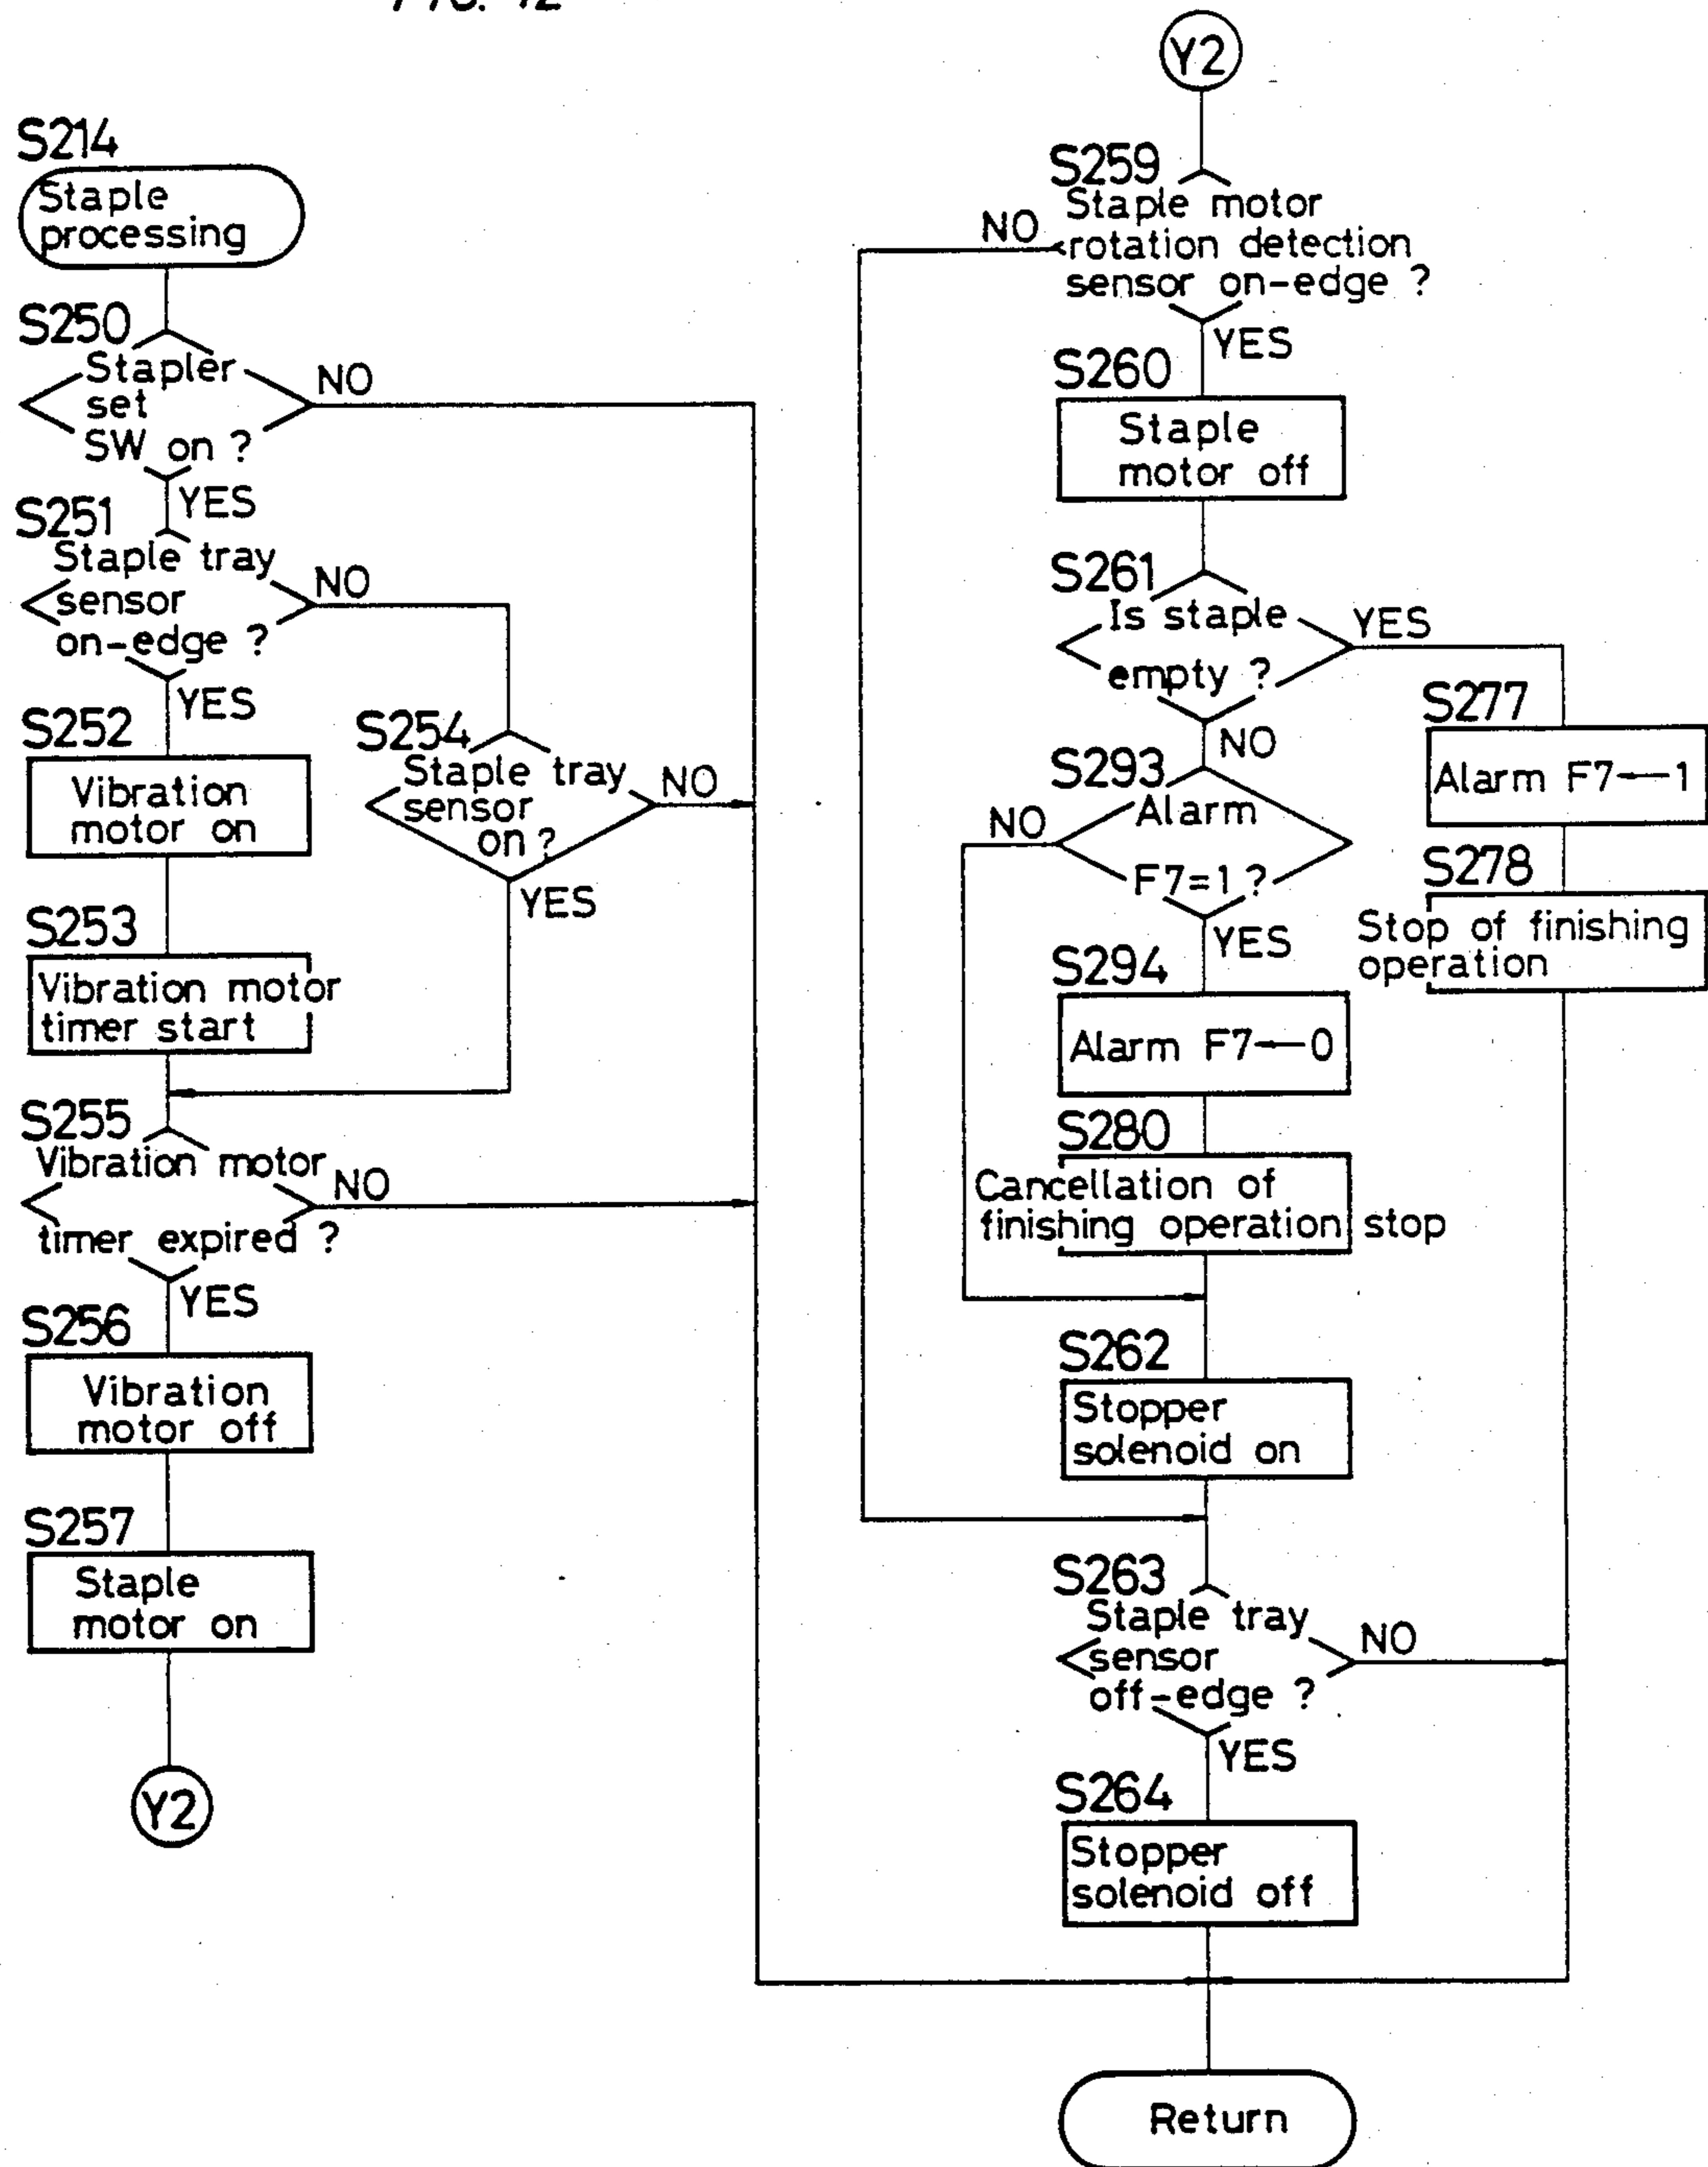 FIG. 42
S214
Staple
processing
S250
Stapler
set
SW on ?
NO
YES
S251
Staple tray
sensor
on-edge ?
NO
YES
S252
Vibration
motor on
S254
Staple tray
sensor
on ?
NO
YES
S253
Vibration motor
timer start
S255
Vibration motor
timer expired ?
NO
YES
S256
Vibration
motor off
S257
Staple
motor on
Y2
Y2
S259
Staple motor
rotation detection
sensor on-edge ?
NO
YES
S260
Staple
motor off
S261
Is staple
empty ?
YES
NO
S277
Alarm F7←1
S278
Stop of finishing
operation
S293
Alarm
F7=1 ?
NO
YES
S294
Alarm F7←0
S280
Cancellation of
finishing operation stop
S262
Stopper
solenoid on
S263
Staple tray
sensor
off-edge ?
NO
YES
S264
Stopper
solenoid off
Return